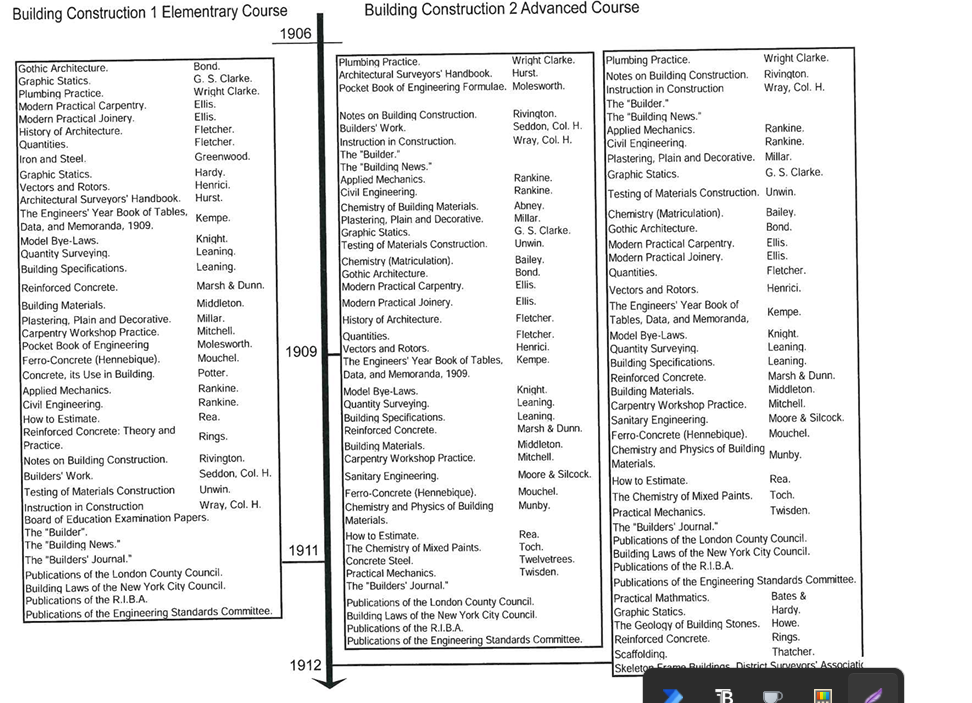 Building Construction 1 Elementrary Course
Building Construction 2 Advanced Course
1906
Gothic Architecture. Bond.
Graphic Statics. G. S. Clarke.
Plumbing Practice. Wright Clarke.
Modern Practical Carpentry. Ellis.
Modern Practical Joinery. Ellis.
History of Architecture. Fletcher.
Quantities. Fletcher.
Iron and Steel. Greenwood.
Graphic Statics. Hardy.
Vectors and Rotors. Henrici.
Architectural Surveyors' Handbook. Hurst.
The Engineers' Year Book of Tables,
Data, and Memoranda, 1909. Kempe.
Model Bye-Laws. Knight.
Quantity Surveying. Leaning.
Building Specifications. Leaning.
Reinforced Concrete. Marsh & Dunn.
Building Materials. Middleton.
Plastering, Plain and Decorative. Millar.
Carpentry Workshop Practice. Mitchell.
Pocket Book of Engineering Molesworth.
Ferro-Concrete (Hennebique). Mouchel.
Concrete, its Use in Building. Potter.
Applied Mechanics. Rankine.
Civil Engineering. Rankine.
How to Estimate. Rea.
Reinforced Concrete: Theory and
Practice. Rings.
Notes on Building Construction. Rivington.
Builders' Work. Seddon, Col. H.
Testing of Materials Construction Unwin.
Instruction in Construction Wray, Col. H.
Board of Education Examination Papers.
The "Builder".
The "Building News."
The "Builders' Journal."
Publications of the London County Council.
Building Laws of the New York City Council.
Publications of the R.I.B.A.
Publications of the Engineering Standards Committee.
1909
1911
1912
Plumbing Practice. Wright Clarke.
Architectural Surveyors' Handbook. Hurst.
Pocket Book of Engineering Formulae. Molesworth.
Notes on Building Construction. Rivington.
Builders' Work. Seddon, Col. H.
Instruction in Construction. Wray, Col. H.
The "Builder."
The "Building News."
Applied Mechanics. Rankine.
Civil Engineering. Rankine.
Chemistry of Building Materials. Abney.
Plastering, Plain and Decorative. Millar.
Graphic Statics. G. S. Clarke.
Testing of Materials Construction. Unwin.
Chemistry (Matriculation). Bailey.
Gothic Architecture. Bond.
Modern Practical Carpentry. Ellis.
Modern Practical Joinery. Ellis.
History of Architecture. Fletcher.
Quantities. Fletcher.
Vectors and Rotors. Henrici.
The Engineers' Year Book of Tables, Kempe.
Data, and Memoranda, 1909.
Model Bye-Laws. Knight.
Quantity Surveying. Leaning.
Building Specifications. Leaning.
Reinforced Concrete. Marsh & Dunn.
Building Materials. Middleton.
Carpentry Workshop Practice. Mitchell.
Sanitary Engineering. Moore & Silcock.
Ferro-Concrete (Hennebique). Mouchel.
Chemistry and Physics of Building Munby.
Materials.
How to Estimate. Rea.
The Chemistry of Mixed Paints. Toch.
Concrete Steel. Twelvetrees.
Practical Mechanics. Twisden.
The "Builders' Journal."
Publications of the London County Council.
Building Laws of the New York City Council.
Publications of the R.I.B.A.
Publications of the Engineering Standards Committee.
Plumbing Practice. Wright Clarke.
Notes on Building Construction. Rivington.
Instruction in Construction Wray, Col. H.
The "Builder."
The "Building News."
Applied Mechanics. Rankine.
Civil Engineering. Rankine.
Plastering, Plain and Decorative. Millar.
Graphic Statics. G. S. Clarke.
Testing of Materials Construction. Unwin.
Chemistry (Matriculation). Bailey.
Gothic Architecture. Bond.
Modern Practical Carpentry. Ellis.
Modern Practical Joinery. Ellis.
Quantities. Fletcher.
Vectors and Rotors. Henrici.
The Engineers' Year Book of
Tables, Data, and Memoranda, Kempe.
Model Bye-Laws. Knight.
Quantity Surveying. Leaning.
Building Specifications. Leaning.
Reinforced Concrete. Marsh & Dunn.
Building Materials. Middleton.
Carpentry Workshop Practice. Mitchell.
Sanitary Engineering. Moore & Silcock.
Ferro-Concrete (Hennebique). Mouchel.
Chemistry and Physics of Building
Materials. Munby.
How to Estimate. Rea.
The Chemistry of Mixed Paints. Toch.
Practical Mechanics. Twisden.
The "Builders' Journal."
Publications of the London County Council.
Building Laws of the New York City Council.
Publications of the R.I.B.A.
Publications of the Engineering Standards Committee.
Practical Mathmatics. Bates &
Graphic Statics. Hardy.
The Geology of Building Stones. Howe.
Reinforced Concrete. Rings.
Scaffolding. Thatcher.
Skeleton Frame Buildings, District Surveyors'